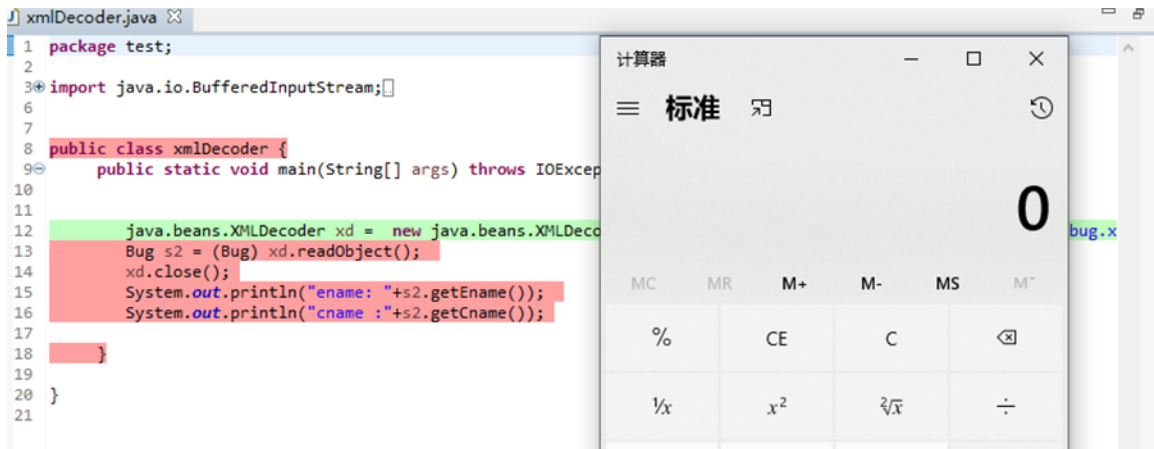 xmlDecoder.java
1 package test;
2
3 import java.io.BufferedInputStream;
6
7
8 public class xmlDecoder {
9 public static void main(String[] args) throws IOExcep
10
11
12 java.beans.XMLDecoder xd = new java.beans.XMLDeco bug.x
13 Bug s2 = (Bug) xd.readObject();
14 xd.close();
15 System.out.println("ename: "+s2.getEname());
16 System.out.println("cname :"+s2.getCname());
17
18 }
19
20 }
21
计算器
标准
0
MC MR M+ M- MS M˅
% CE C
¹/x x² ²√x ÷